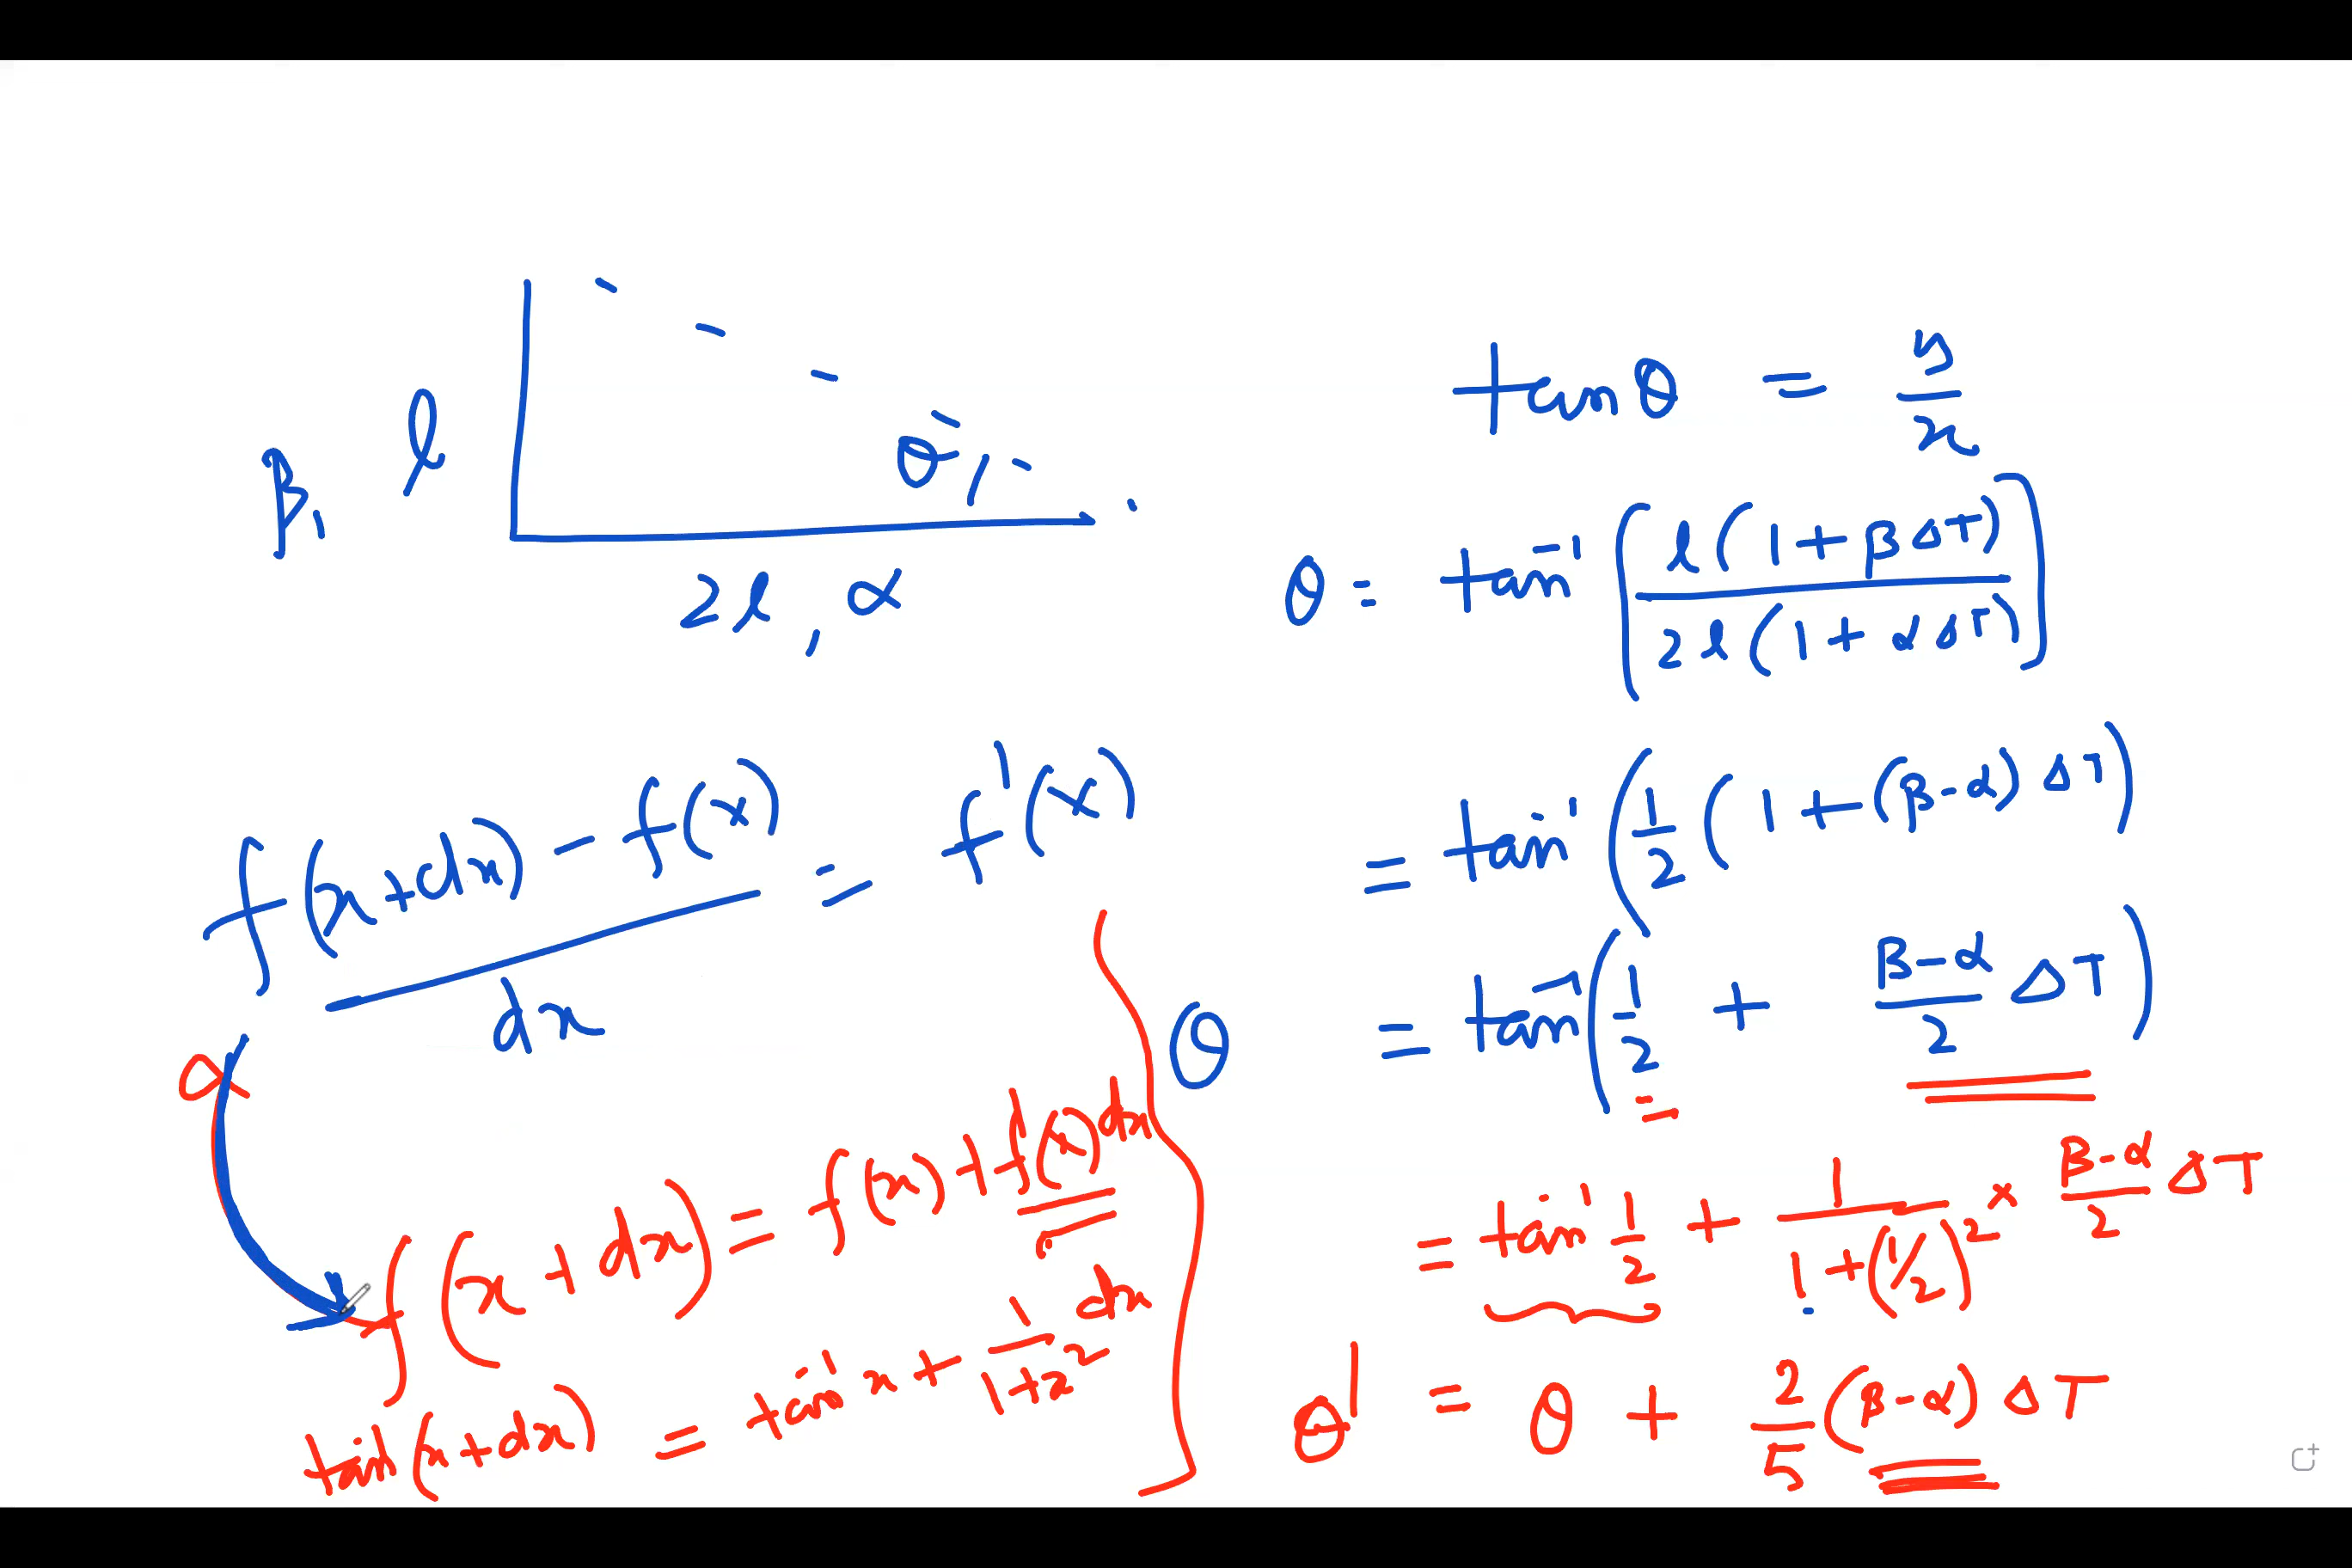 β, l
θ,
2l, α
tanθ = y/x
θ = tan⁻¹ [ l(1+βΔT) / 2l(1+αΔT) ]
= tan⁻¹ ( 1/2 (1+(β-α)ΔT )
θ = tan⁻¹ ( 1/2 + β-α/2 ΔT )
= tan⁻¹ 1/2 + 1/1+(1/2)² × β-α/2 ΔT
θ' = θ + 2/5 (β-α) ΔT
f(x+dx) - f(x) / dx = f'(x)
f(x+dx) = f(x) + f'(x)dx
tan⁻¹(x+dx) = tan⁻¹x + 1/1+x² dx